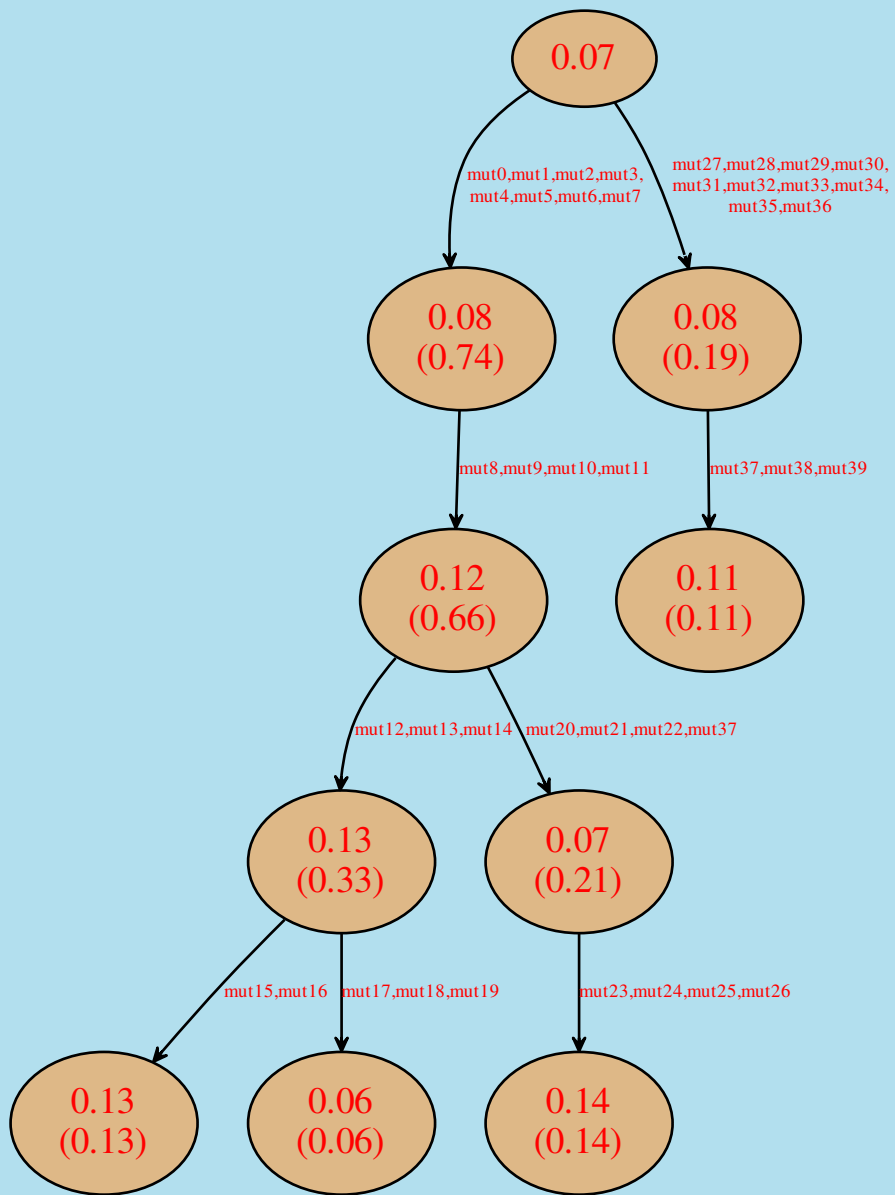 0.07
mut0,mut1,mut2,mut3,
mut4,mut5,mut6,mut7
mut27,mut28,mut29,mut30,
mut31,mut32,mut33,mut34,
mut35,mut36
0.08
(0.74)
0.08
(0.19)
mut8,mut9,mut10,mut11
mut37,mut38,mut39
0.12
(0.66)
0.11
(0.11)
mut12,mut13,mut14
mut20,mut21,mut22,mut37
0.13
(0.33)
0.07
(0.21)
mut15,mut16
mut17,mut18,mut19
mut23,mut24,mut25,mut26
0.13
(0.13)
0.06
(0.06)
0.14
(0.14)